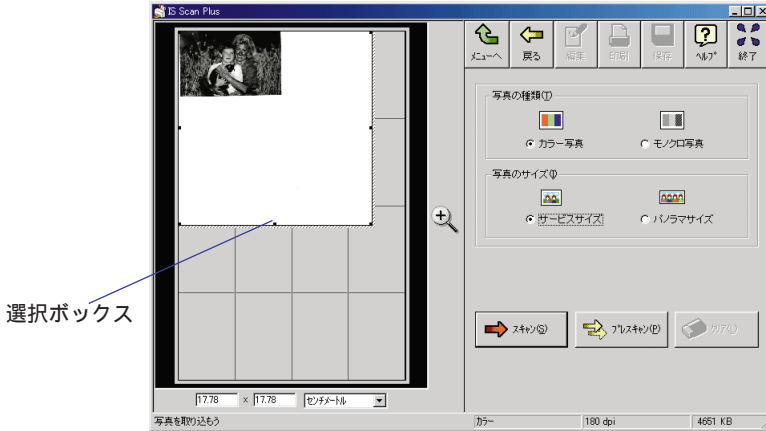 IS Scan Plus
ﾒﾆｭｰへ
戻る
編集
印刷
保存
ﾍﾙﾌﾟ
終了
写真の種類(T)
カラー写真
モノクロ写真
写真のサイズ(I)
サービスサイズ
パノラマサイズ
選択ボックス
ｽｷｬﾝ(S)
ﾌﾟﾚｽｷｬﾝ(P)
ｸﾘｱ(L)
17.78 × 17.78 ｾﾝﾁﾒｰﾄﾙ
写真を取り込もう
ｶﾗｰ
180 dpi
4651 KB